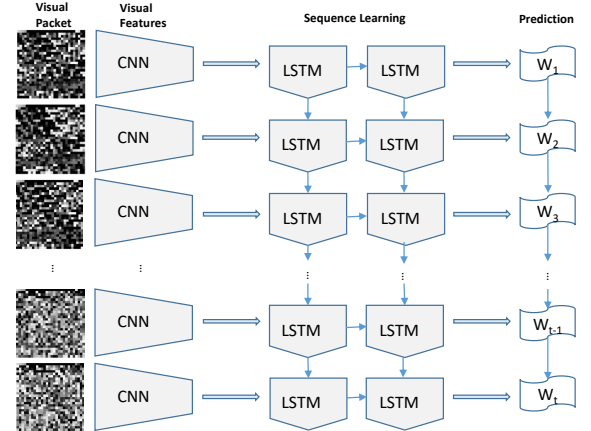 Visual Packet
Visual Features
Sequence Learning
Prediction
CNN
LSTM
LSTM
W1
CNN
LSTM
LSTM
W2
CNN
LSTM
LSTM
W3
...
...
...
...
...
CNN
LSTM
LSTM
Wt-1
CNN
LSTM
LSTM
Wt